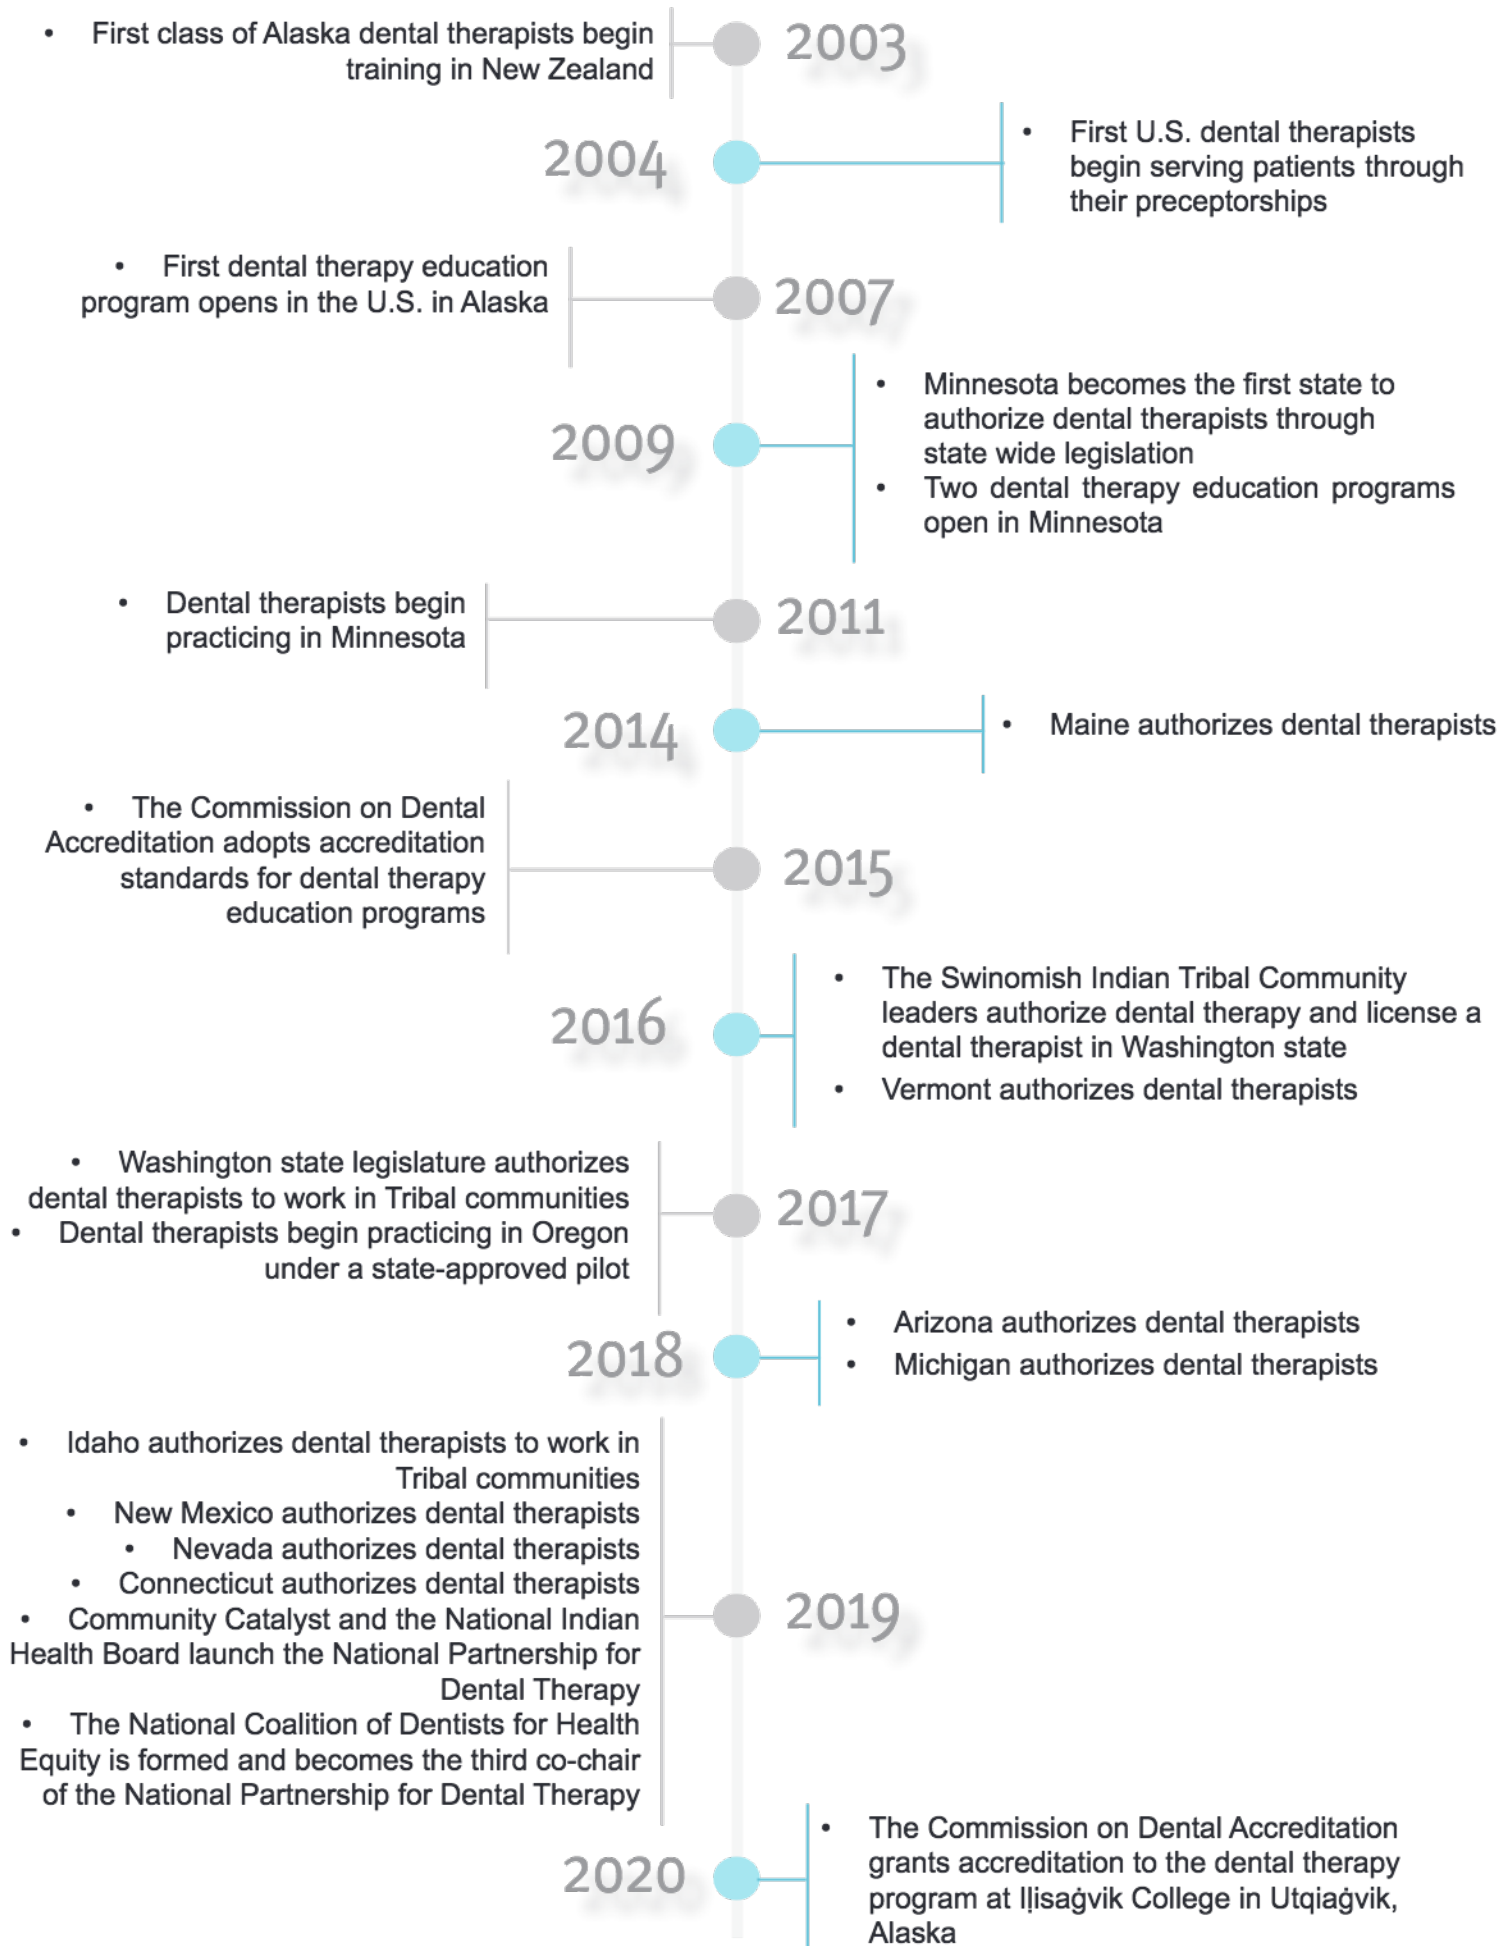 • First class of Alaska dental therapists begin
training in New Zealand
2003
2004
• First U.S. dental therapists
begin serving patients through
their preceptorships
• First dental therapy education
program opens in the U.S. in Alaska
2007
2009
• Minnesota becomes the first state to
authorize dental therapists through
state wide legislation
• Two dental therapy education programs
open in Minnesota
• Dental therapists begin
practicing in Minnesota
2011
2014
• Maine authorizes dental therapists
• The Commission on Dental
Accreditation adopts accreditation
standards for dental therapy
education programs
2015
2016
• The Swinomish Indian Tribal Community
leaders authorize dental therapy and license a
dental therapist in Washington state
• Vermont authorizes dental therapists
• Washington state legislature authorizes
dental therapists to work in Tribal communities
• Dental therapists begin practicing in Oregon
under a state-approved pilot
2017
2018
• Arizona authorizes dental therapists
• Michigan authorizes dental therapists
• Idaho authorizes dental therapists to work in
Tribal communities
• New Mexico authorizes dental therapists
• Nevada authorizes dental therapists
• Connecticut authorizes dental therapists
• Community Catalyst and the National Indian
Health Board launch the National Partnership for
Dental Therapy
• The National Coalition of Dentists for Health
Equity is formed and becomes the third co-chair
of the National Partnership for Dental Therapy
2019
2020
• The Commission on Dental Accreditation
grants accreditation to the dental therapy
program at Iḷisaġvik College in Utqiaġvik,
Alaska